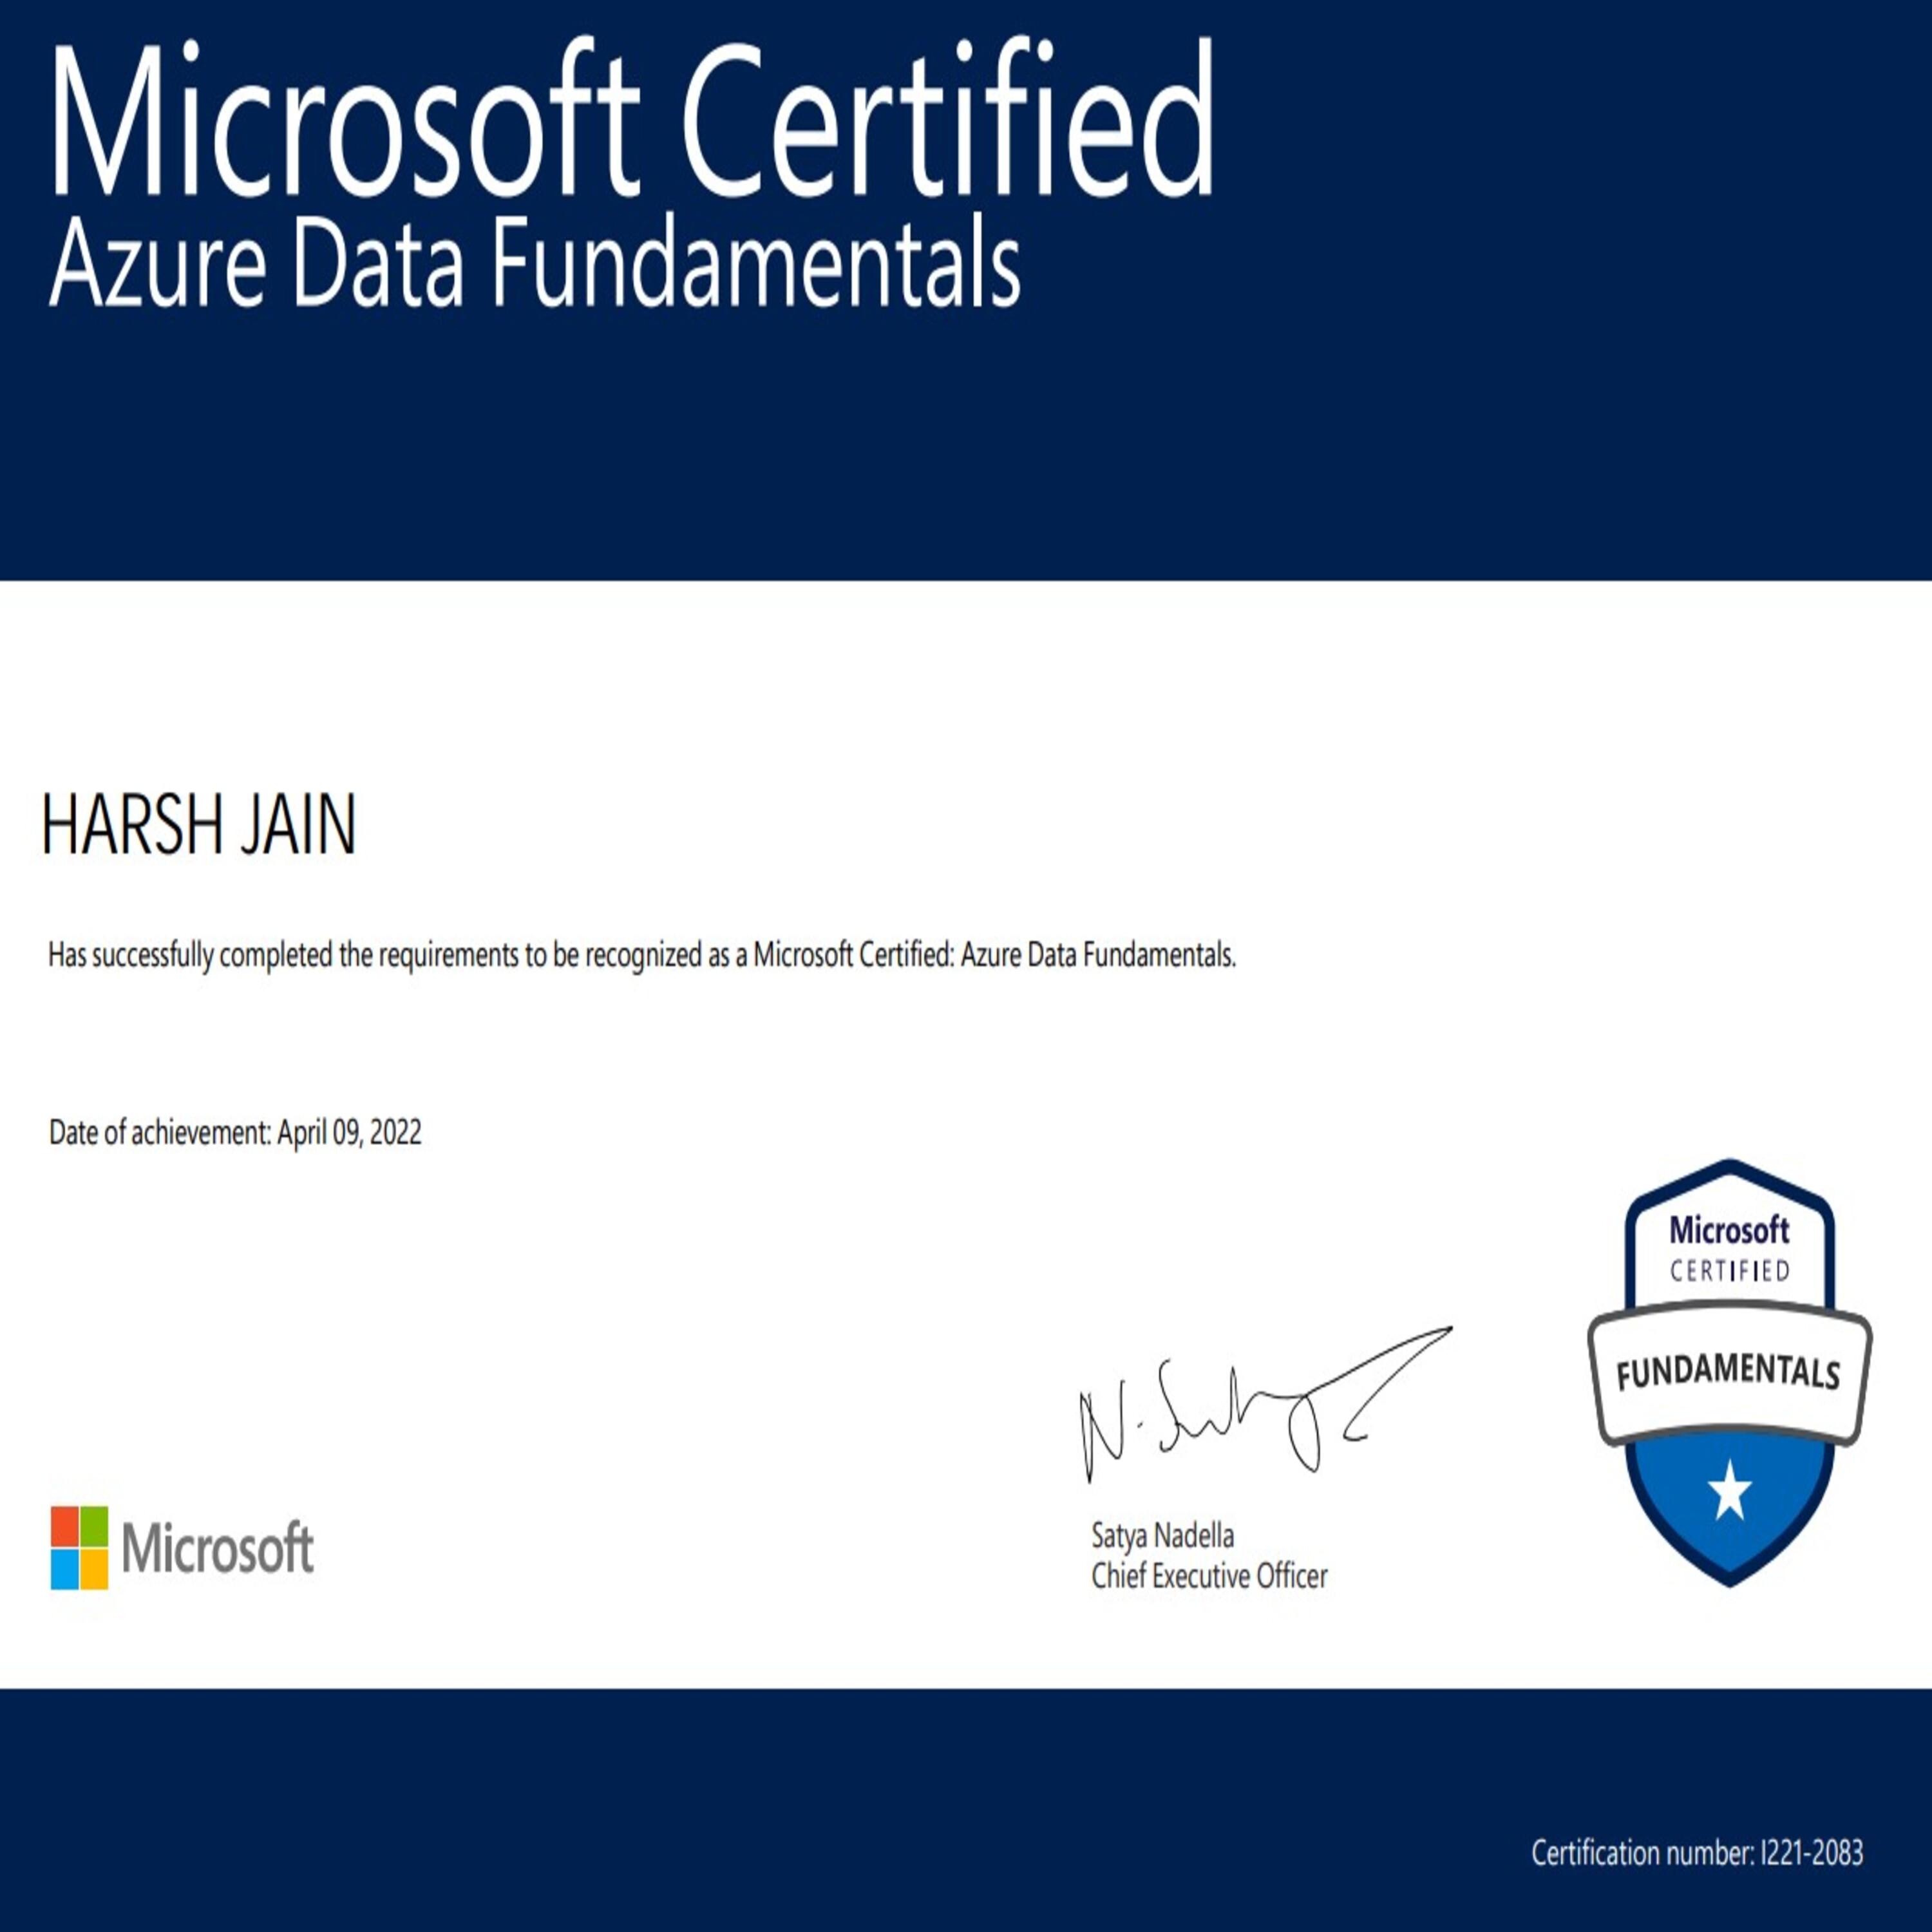 Microsoft Certified
Azure Data Fundamentals
HARSH JAIN
Has successfully completed the requirements to be recognized as a Microsoft Certified: Azure Data Fundamentals.
Date of achievement: April 09, 2022
Microsoft
CERTIFIED
FUNDAMENTALS
N. Satya
Microsoft
Satya Nadella
Chief Executive Officer
Certification number: I221-2083